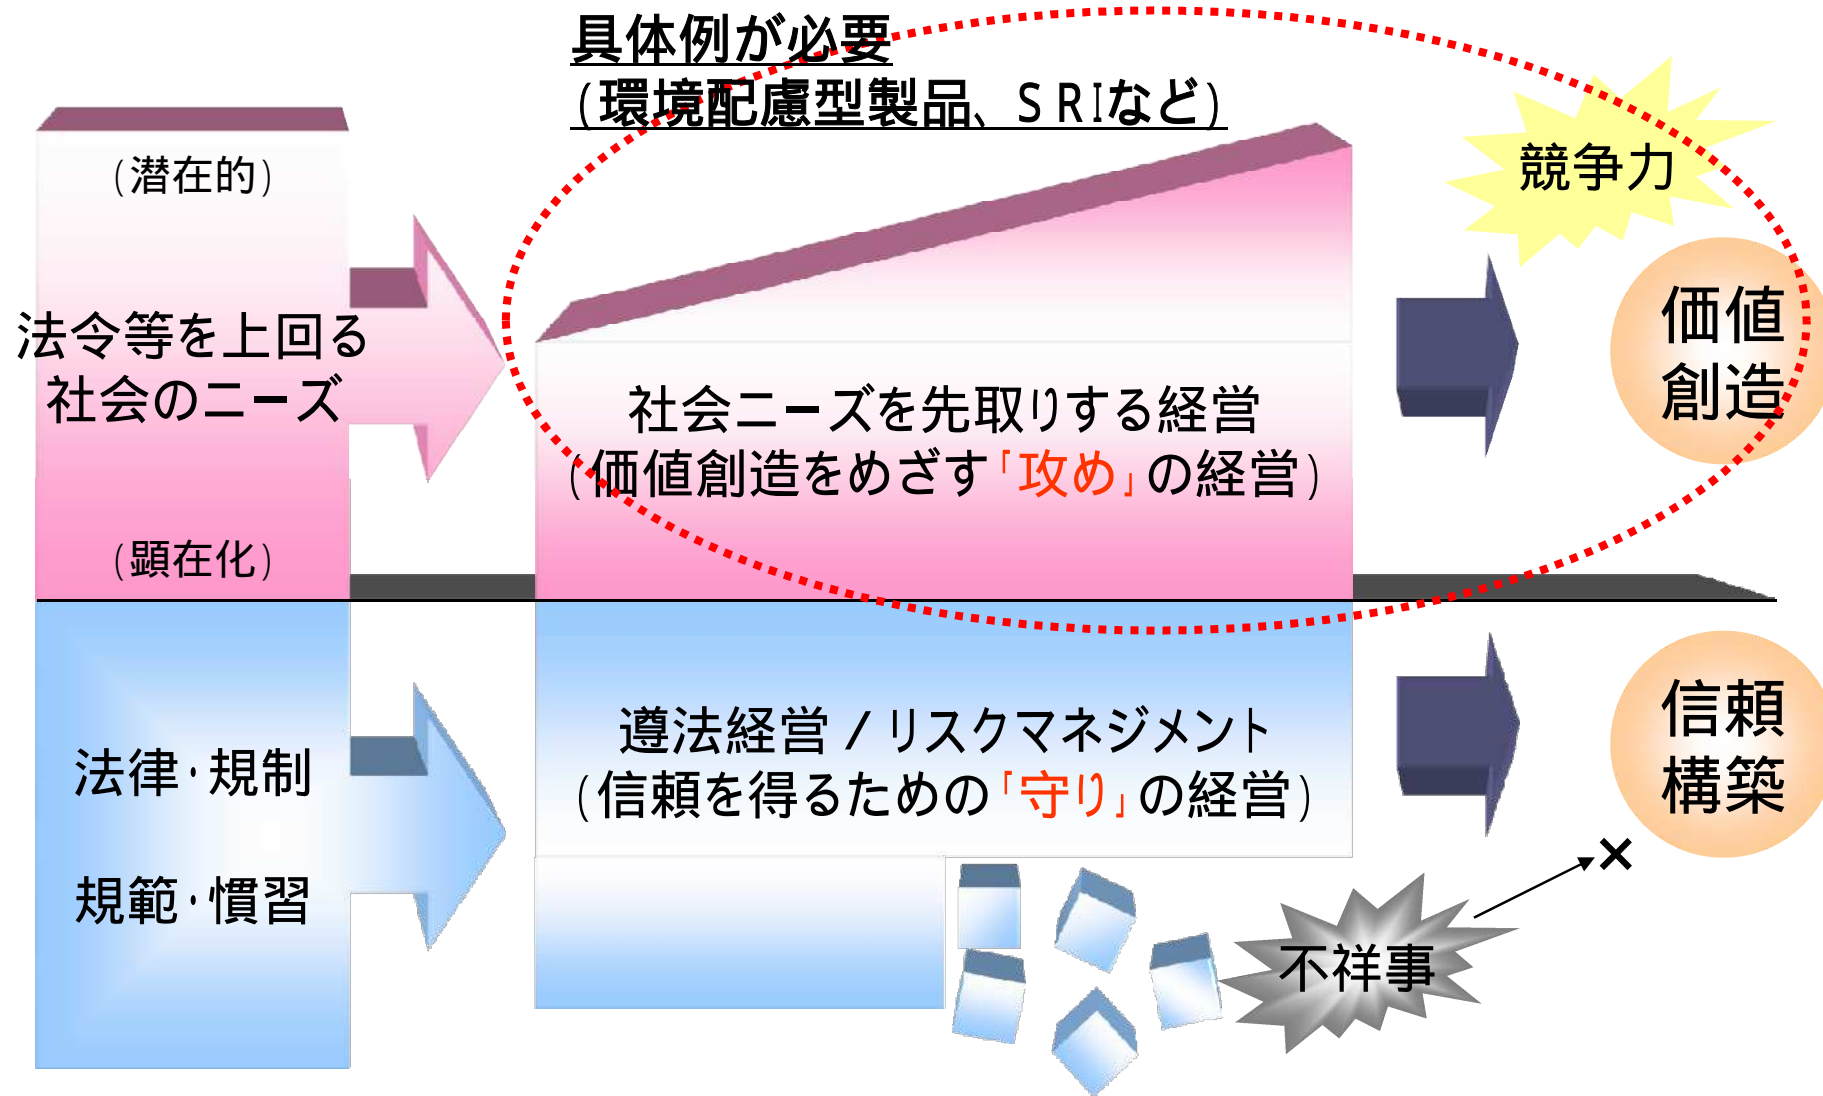 具体例が必要
(環境配慮型製品、SRIなど)
(潜在的)
法令等を上回る
社会のニーズ
(顕在化)
社会ニーズを先取りする経営
(価値創造をめざす「攻め」の経営)
競争力
価値
創造
法律・規制
規範・慣習
遵法経営/リスクマネジメント
(信頼を得るための「守り」の経営)
信頼
構築
×
不祥事